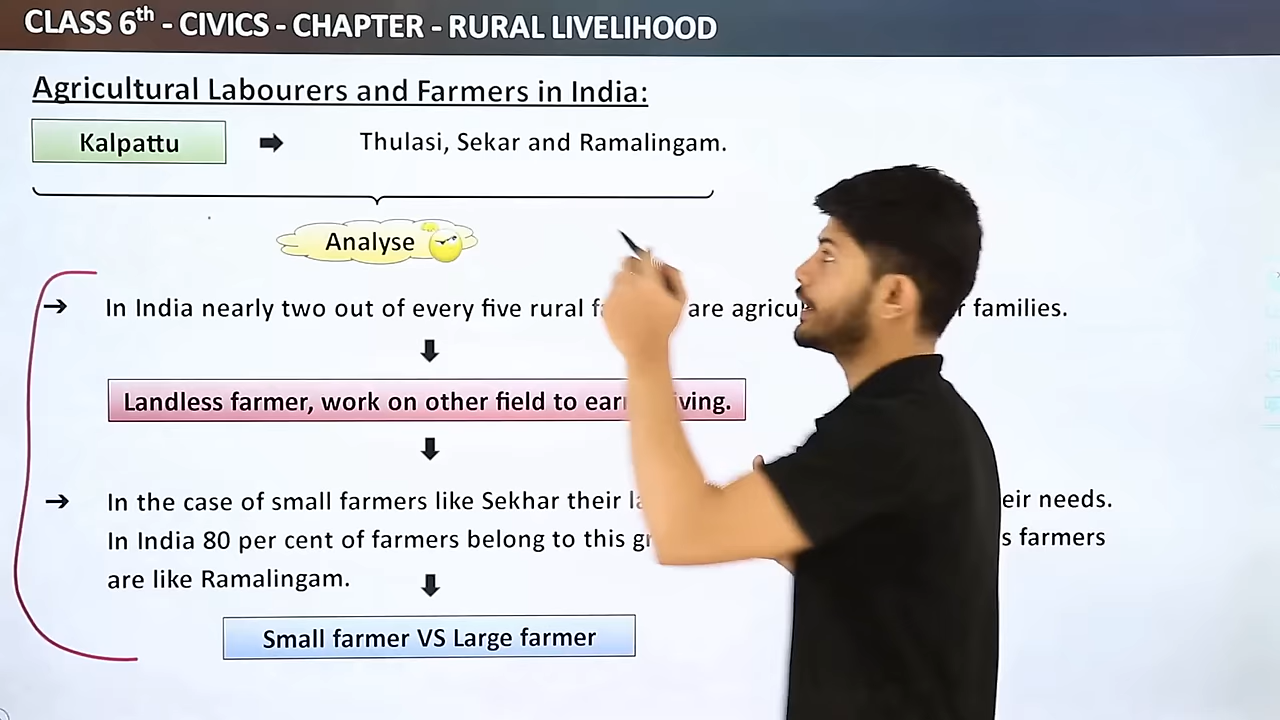 CLASS 6th - CIVICS - CHAPTER - RURAL LIVELIHOOD
Agricultural Labourers and Farmers in India:
Kalpattu ➡ Thulasi, Sekar and Ramalingam.
Analyse
→ In India nearly two out of every five rural are families.
Landless farmer, work on other field to earn living.
→ In the case of small farmers like Sekhar their needs.
In India 80 per cent of farmers belong to this farmers
are like Ramalingam.
Small farmer VS Large farmer